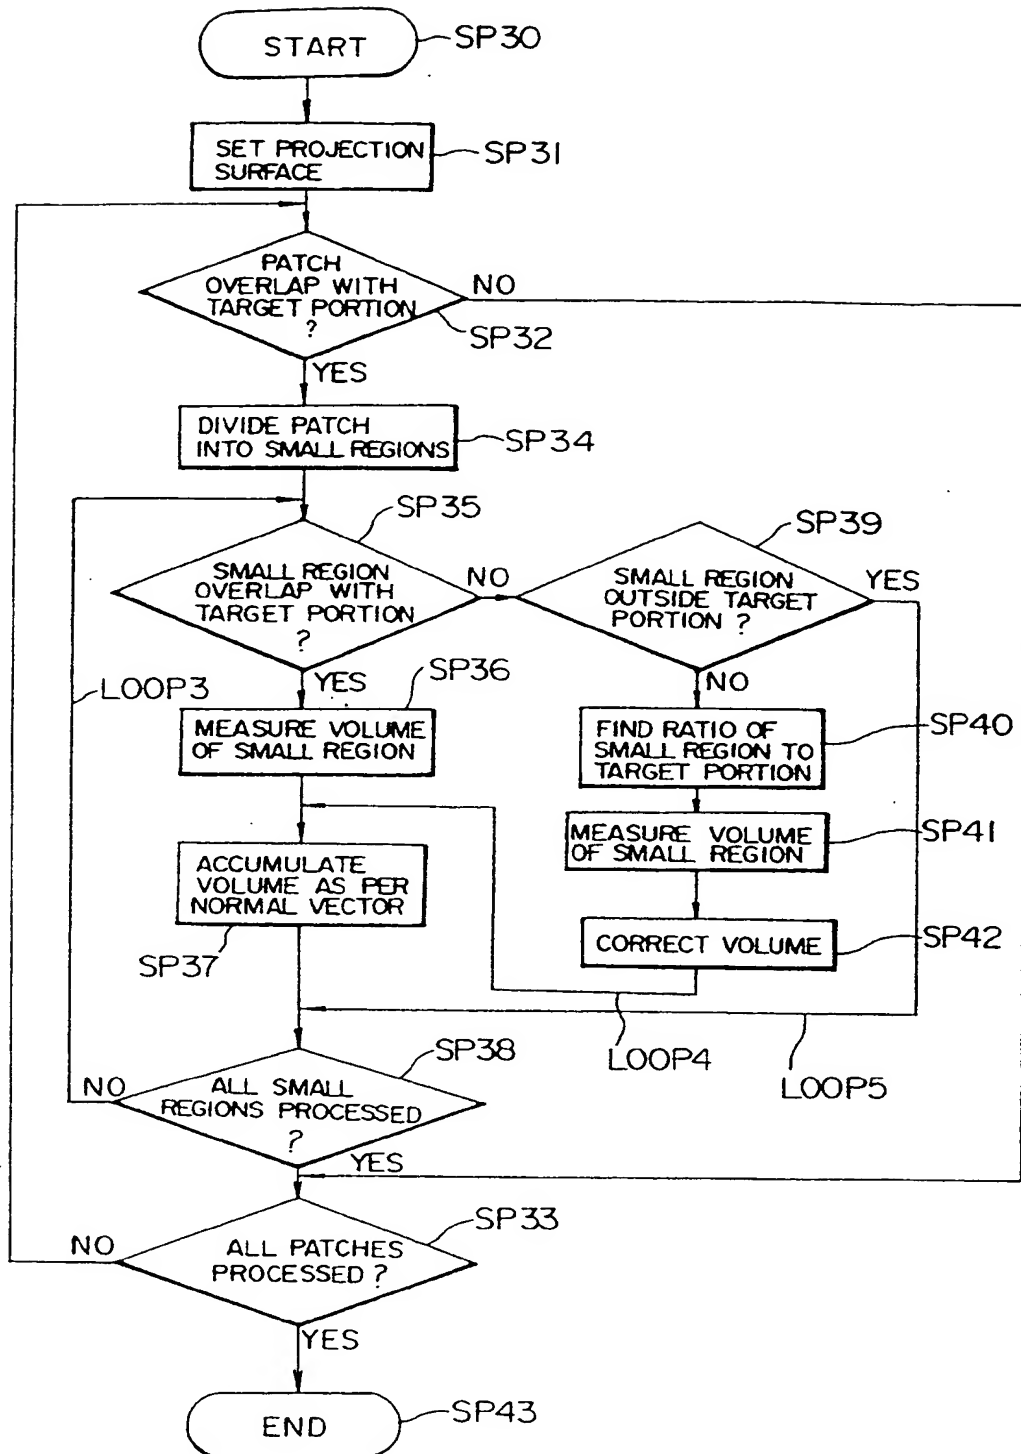 START
SP30
SET PROJECTION
SURFACE
SP31
PATCH
OVERLAP WITH
TARGET PORTION
?
NO
SP32
YES
DIVIDE PATCH
INTO SMALL REGIONS
SP34
SP35
SMALL REGION
OVERLAP WITH
TARGET PORTION
?
NO
SP39
SMALL REGION
OUTSIDE TARGET
PORTION ?
YES
LOOP3
YES
SP36
MEASURE VOLUME
OF SMALL REGION
NO
FIND RATIO OF
SMALL REGION TO
TARGET PORTION
SP40
MEASURE VOLUME
OF SMALL REGION
SP41
ACCUMULATE
VOLUME AS PER
NORMAL VECTOR
SP37
CORRECT VOLUME
SP42
LOOP4
LOOP5
SP38
NO
ALL SMALL
REGIONS PROCESSED
?
YES
SP33
NO
ALL PATCHES
PROCESSED ?
YES
END
SP43